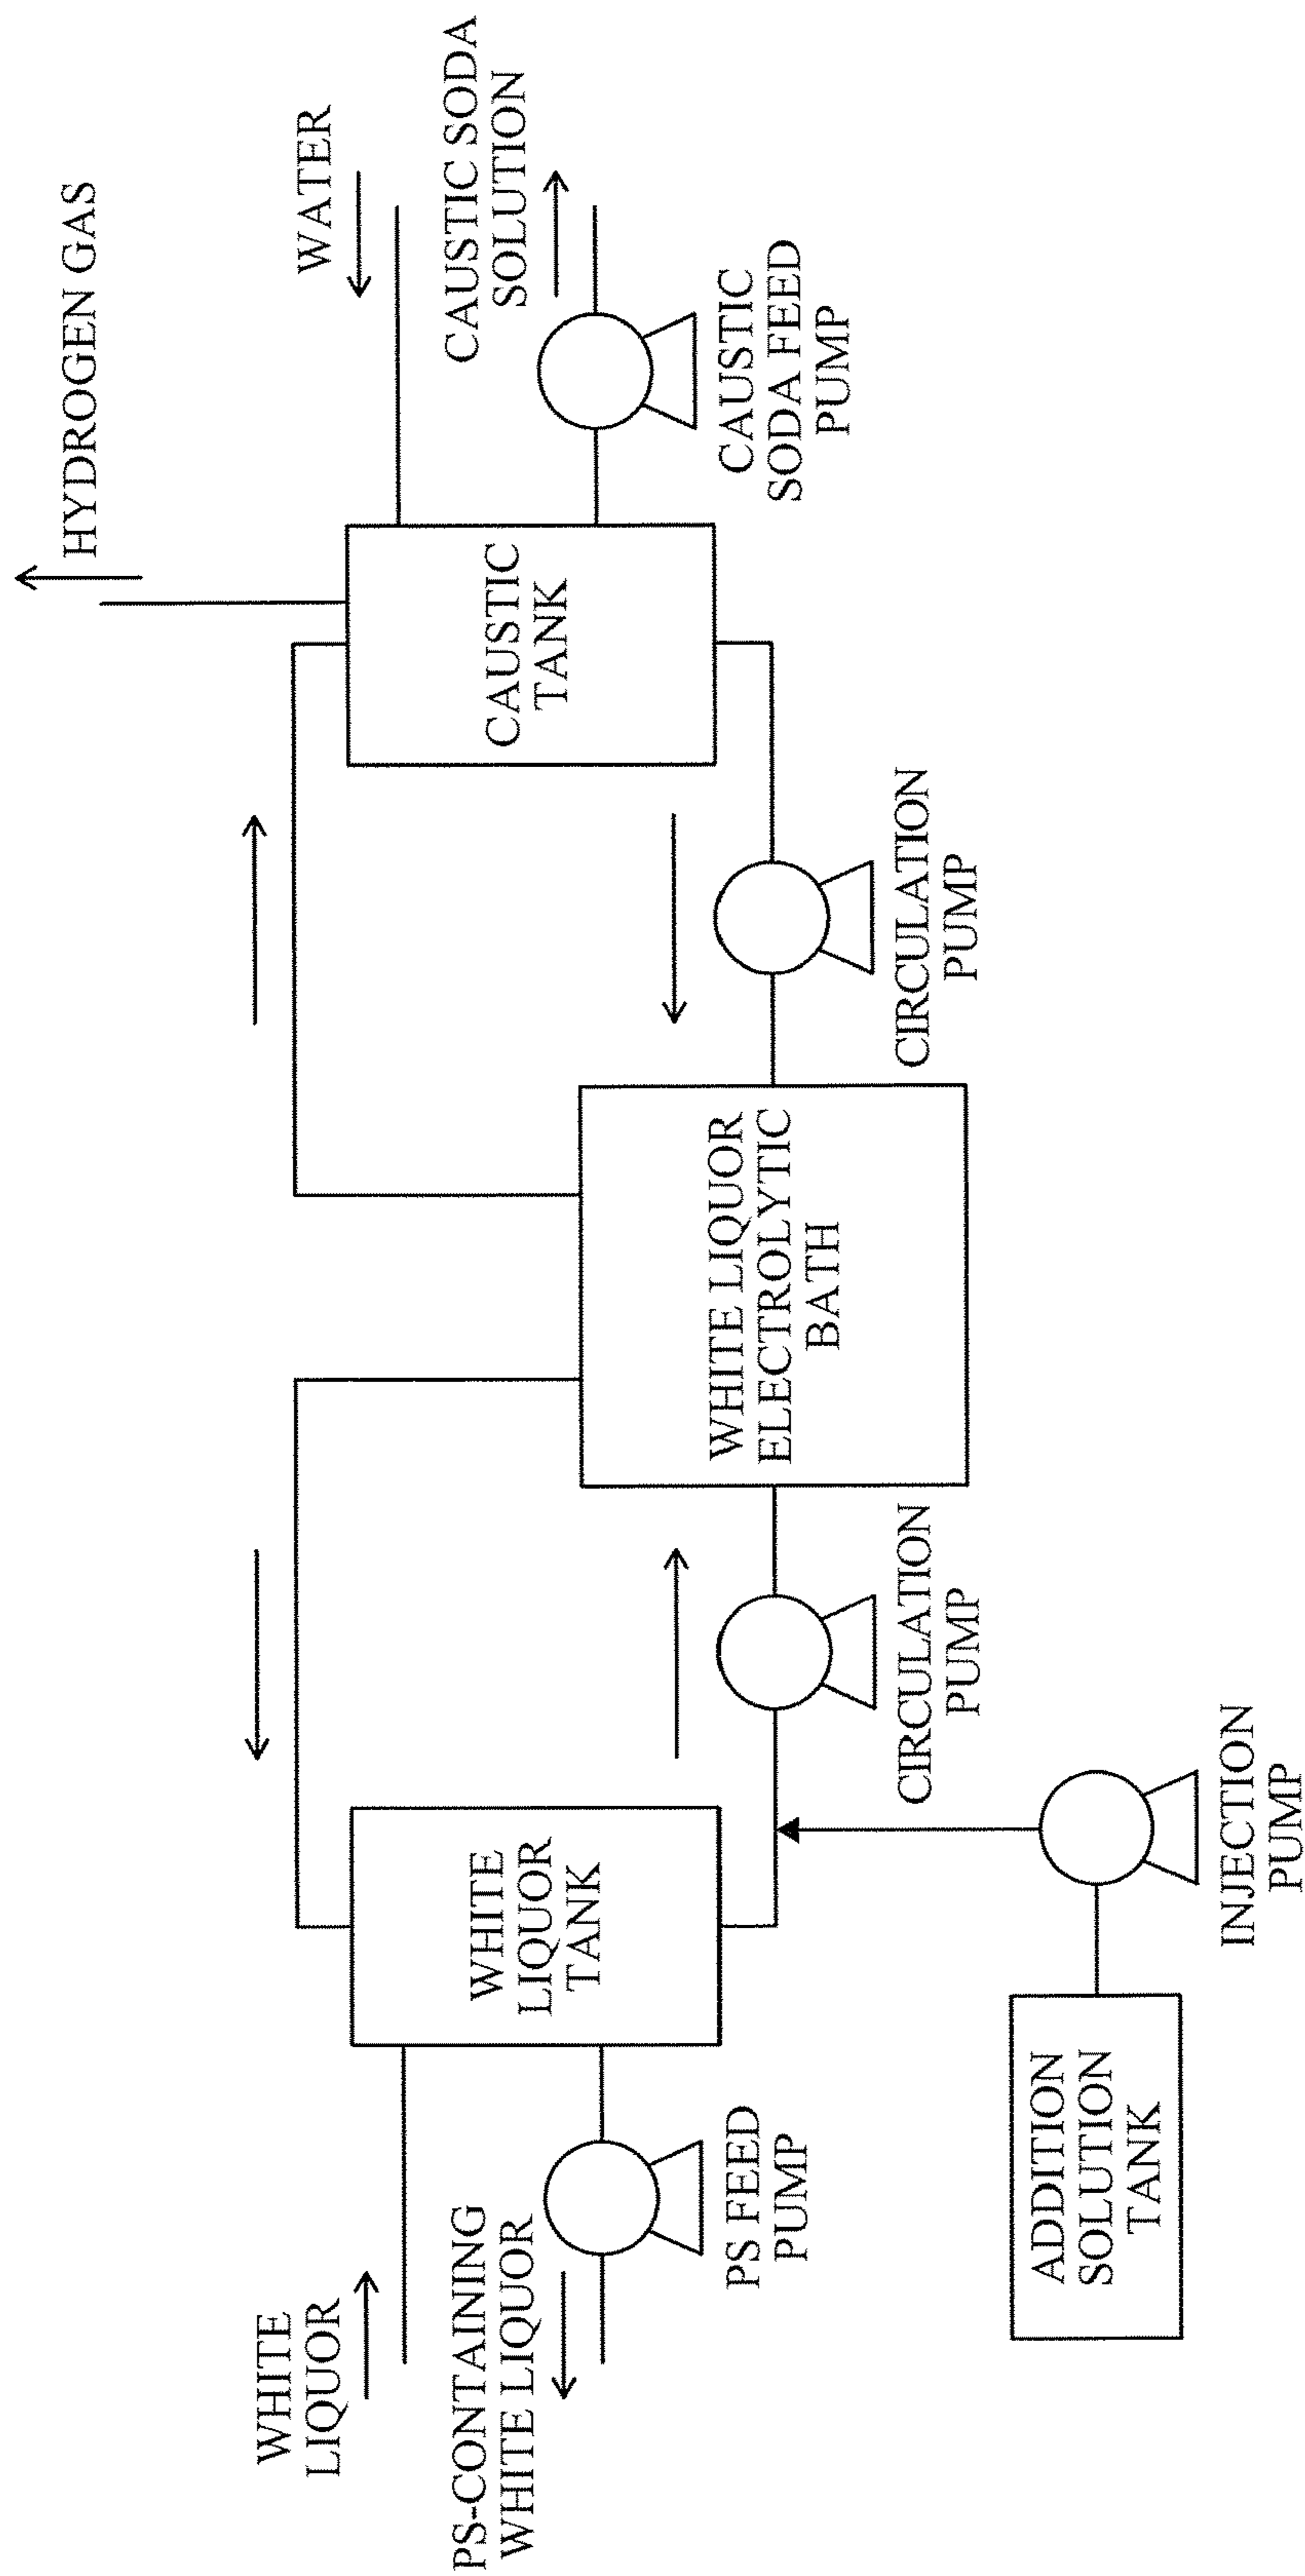 HYDROGEN GAS
WATER
CAUSTIC SODA
SOLUTION
CAUSTIC
SODA FEED
PUMP
CAUSTIC
TANK
CIRCULATION
PUMP
WHITE LIQUOR
ELECTROLYTIC
BATH
CIRCULATION
PUMP
WHITE
LIQUOR
TANK
WHITE
LIQUOR
PS-CONTAINING
WHITE LIQUOR
PS FEED
PUMP
INJECTION
PUMP
ADDITION
SOLUTION
TANK